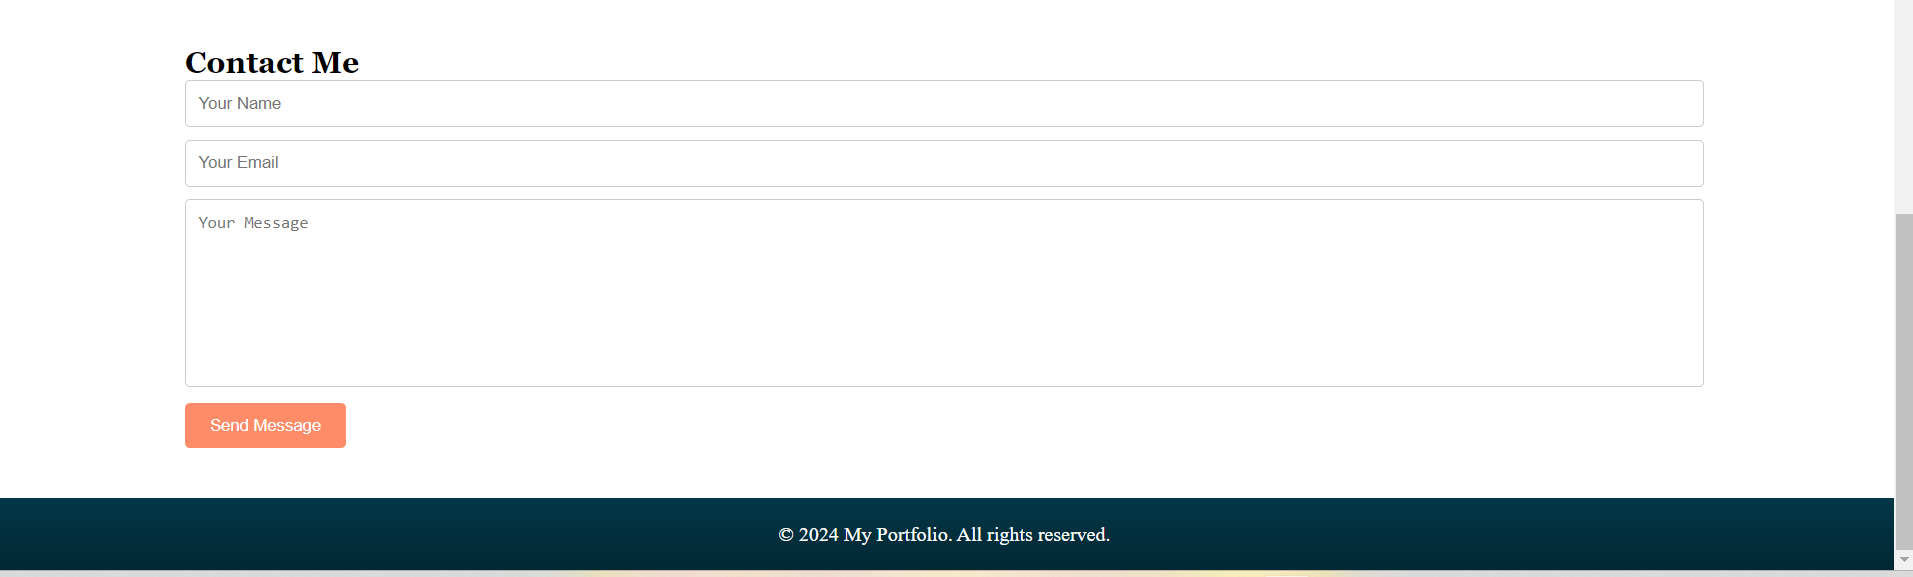 Contact Me
Your Name
Your Email
Your Message
Send Message
© 2024 My Portfolio. All rights reserved.